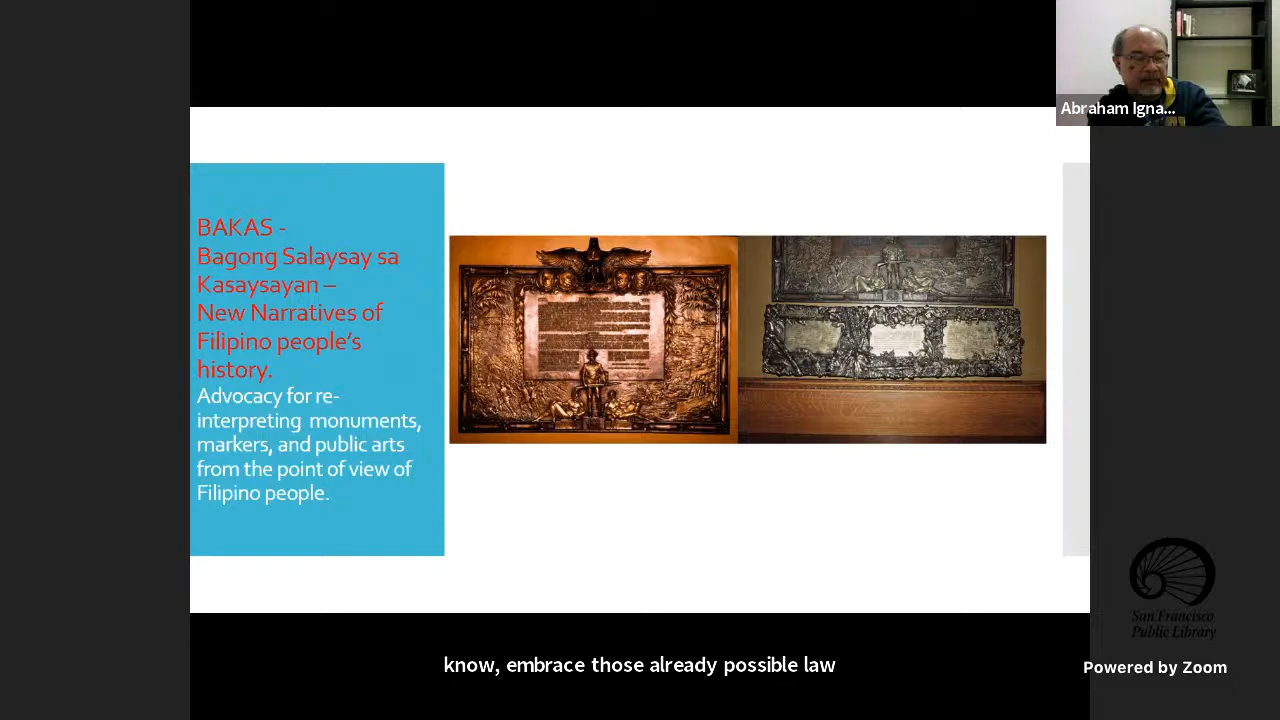 Abraham Igna...
BAKAS -
Bagong Salaysay sa
Kasaysayan –
New Narratives of
Filipino people's
history.
Advocacy for re-
interpreting monuments,
markers, and public arts
from the point of view of
Filipino people.
San Francisco
Public Library
know, embrace those already possible law
Powered by Zoom